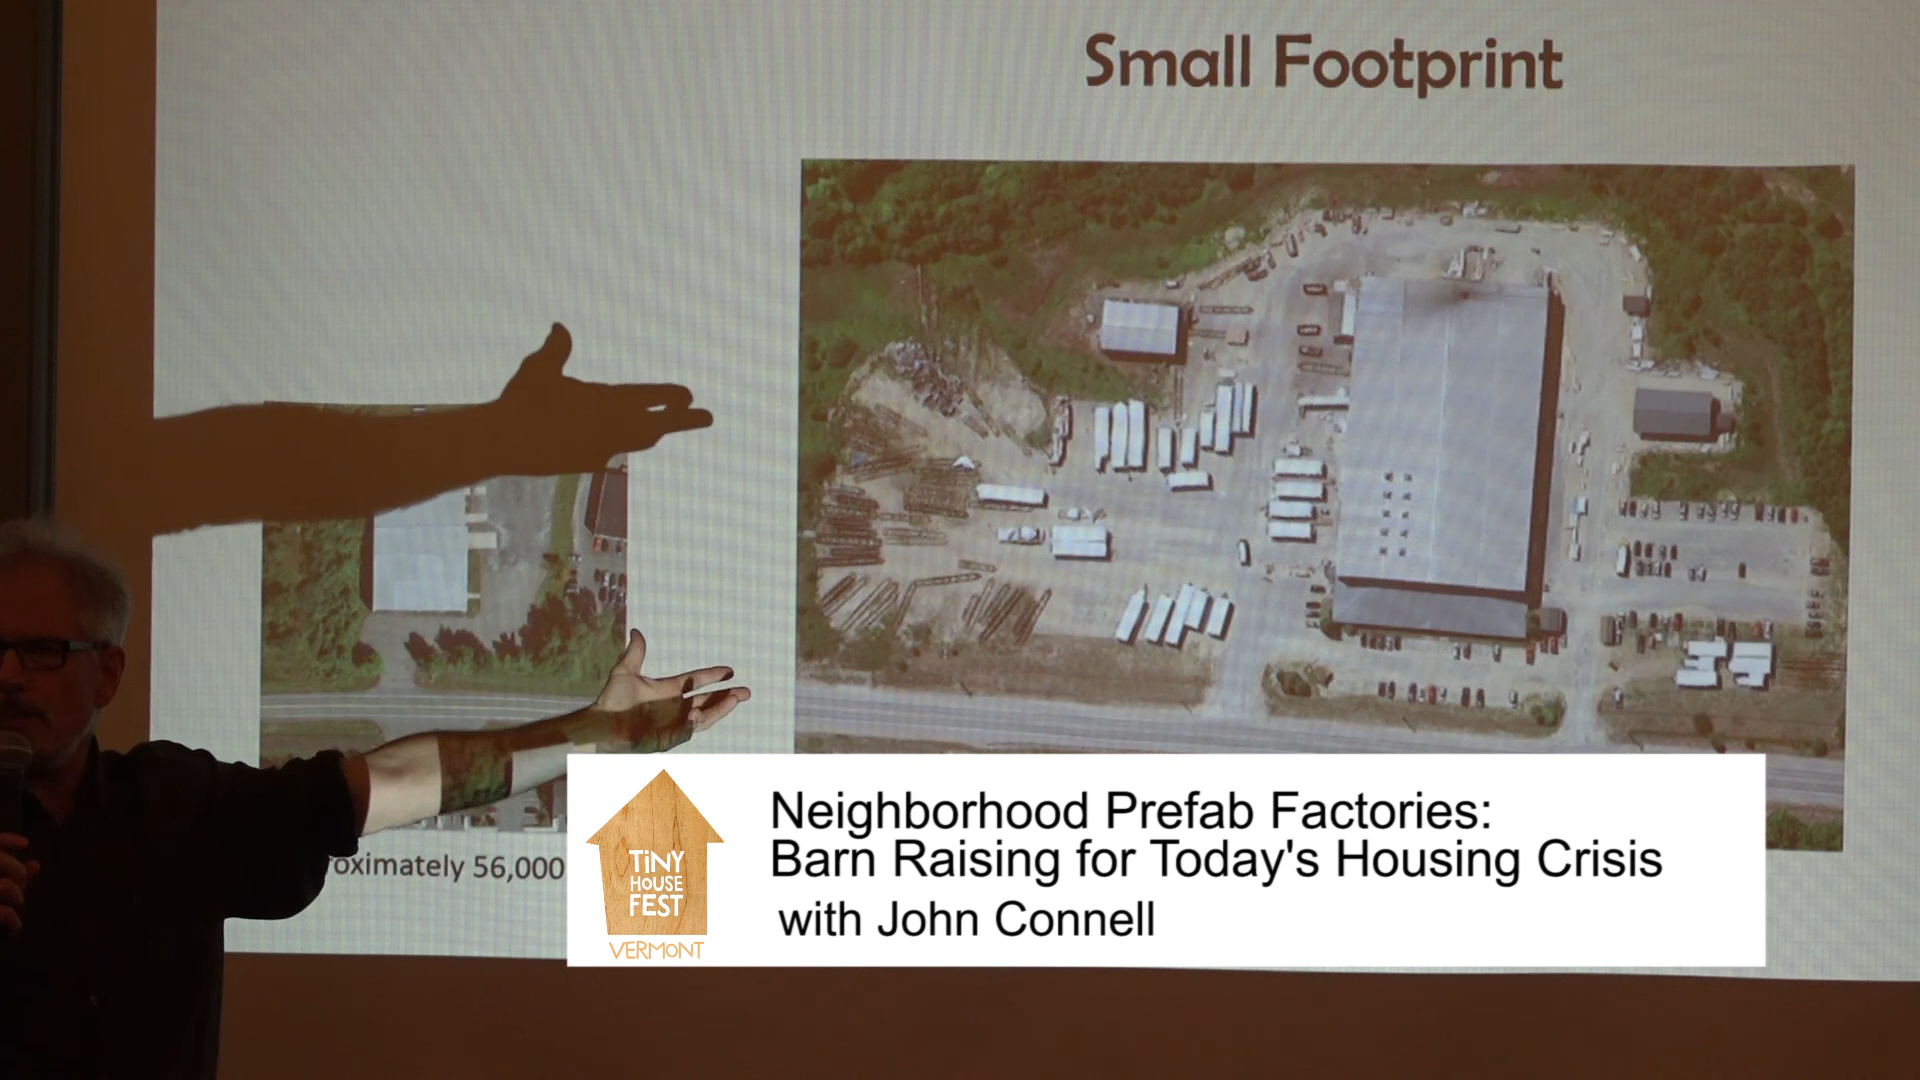 Small Footprint
oximately 56,000
TiNY
HOUSE
FEST
VERMONT
Neighborhood Prefab Factories:
Barn Raising for Today's Housing Crisis
with John Connell